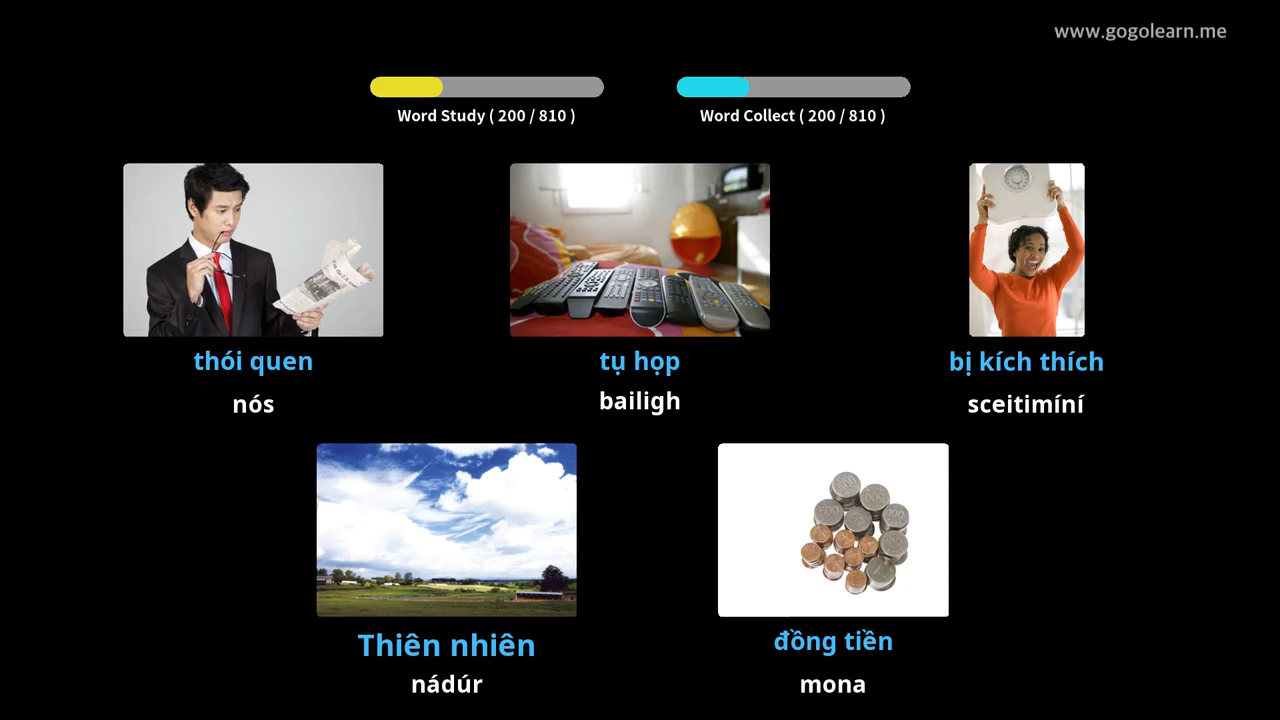 www.gogolearn.me
Word Study ( 200 / 810 )
Word Collect ( 200 / 810 )
thói quen
nós
tụ họp
bailigh
bị kích thích
sceitimíní
Thiên nhiên
nádúr
đồng tiền
mona